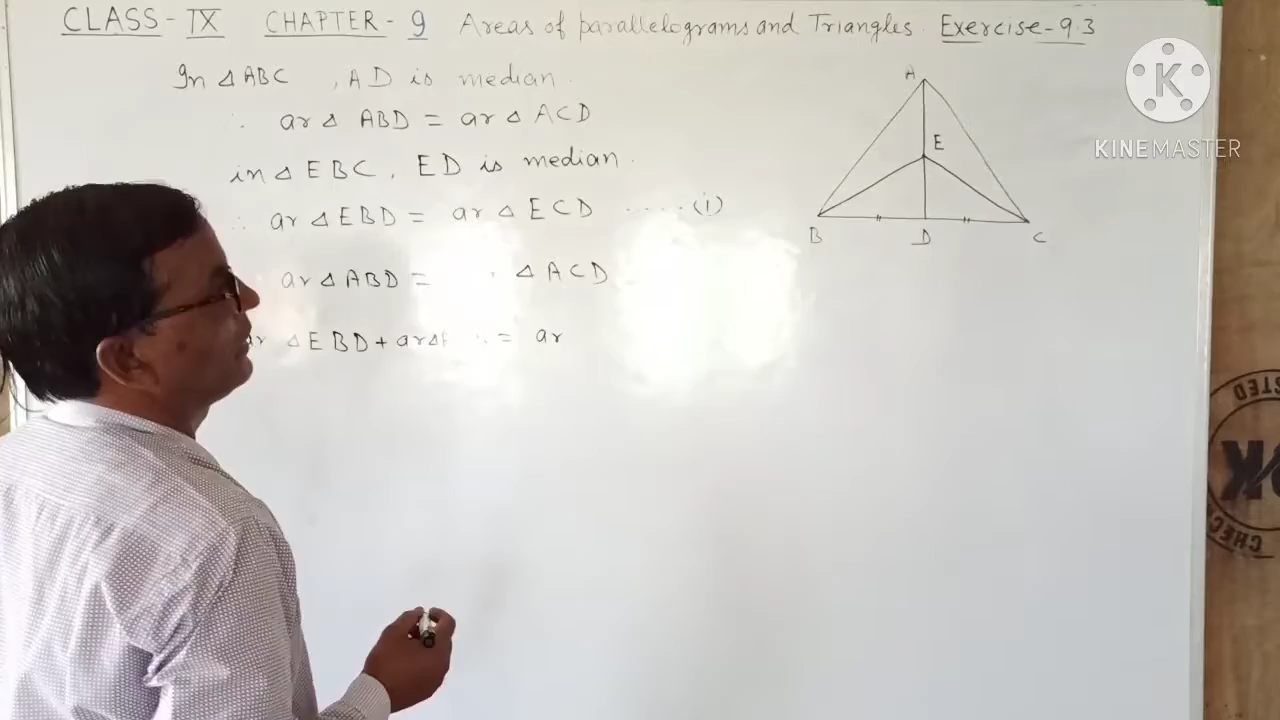 CLASS - IX CHAPTER - 9 Areas of parallelograms and Triangles. Exercise - 9.3
In △ABC , AD is median.
∴ ar △ ABD = ar △ ACD
in △ EBC, ED is median.
∴ ar △ EBD = ar △ ECD ..... (i)
ar △ ABD = △ ACD
△ EBD + ar △ = ar
A
E
B
D
C
K
KINEMASTER